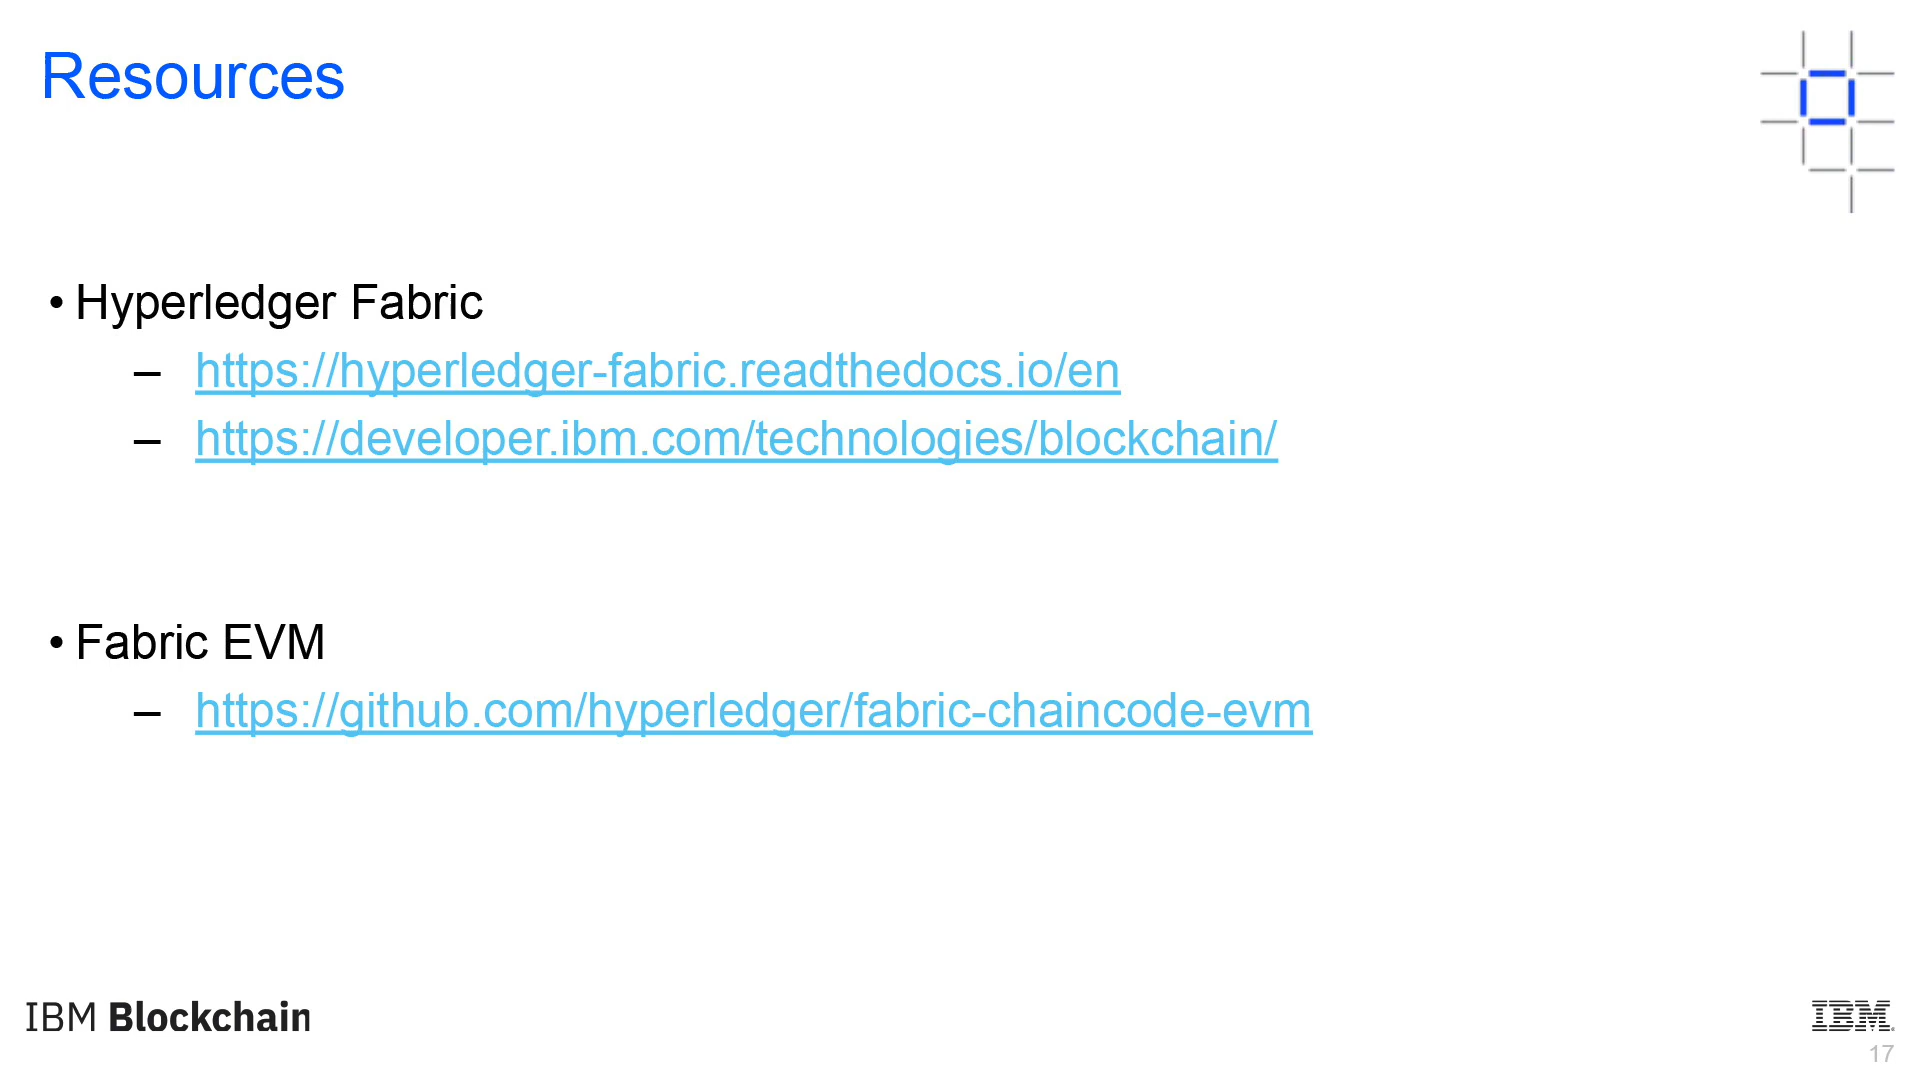 Resources
• Hyperledger Fabric
– https://hyperledger-fabric.readthedocs.io/en
– https://developer.ibm.com/technologies/blockchain/
• Fabric EVM
– https://github.com/hyperledger/fabric-chaincode-evm
IBM Blockchain
IBM
17